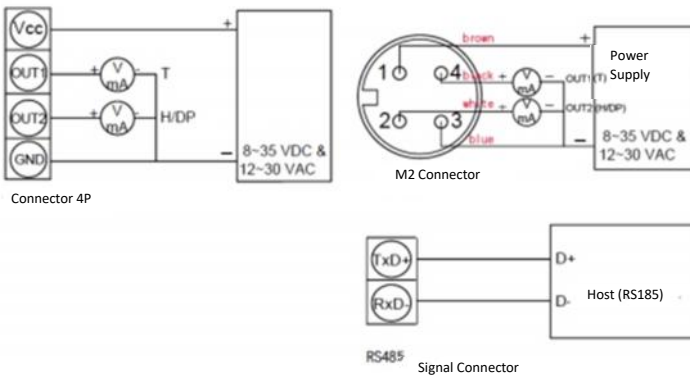 Vcc
+
OUT1
+
V
mA
-
T
OUT2
+
V
mA
-
H/DP
GND
-
8~35 VDC &
12~30 VAC
Connector 4P
brown
+
Power
Supply
1
4
black
+
V
mA
-
OUT1(T)
white
+
V
mA
-
OUT2(H/DP)
2
3
blue
-
8~35 VDC &
12~30 VAC
M2 Connector
TxD+
D+
Host (RS185)
RxD-
D-
RS485
Signal Connector